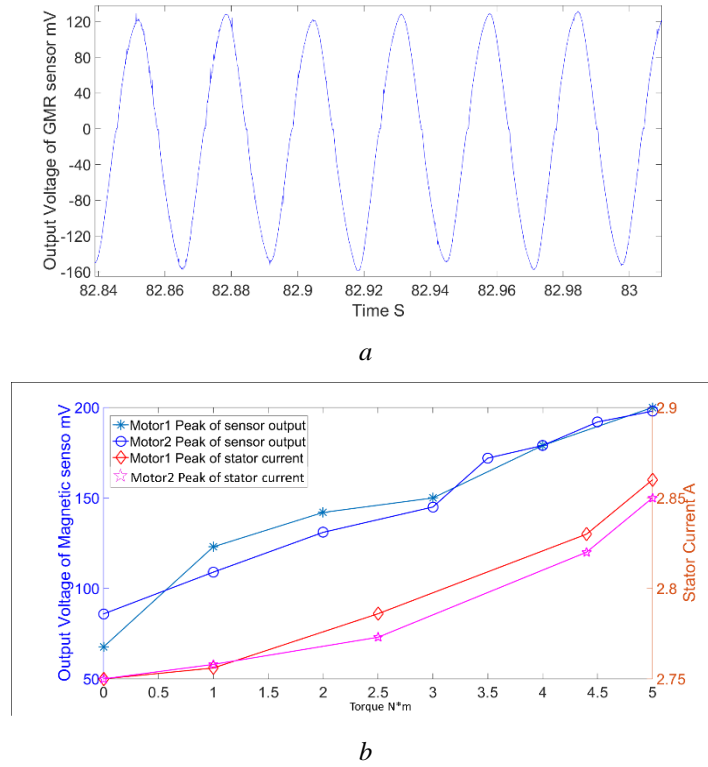 Output Voltage of GMR sensor mV
120
80
40
0
-40
-80
-120
-160
82.84 82.86 82.88 82.9 82.92 82.94 82.96 82.98 83
Time S
a
Output Voltage of Magnetic senso mV
200
150
100
50
Motor1 Peak of sensor output
Motor2 Peak of sensor output
Motor1 Peak of stator current
Motor2 Peak of stator current
2.9
2.85
2.8
2.75
Stator Current A
0 0.5 1 1.5 2 2.5 3 3.5 4 4.5 5
Torque N*m
b